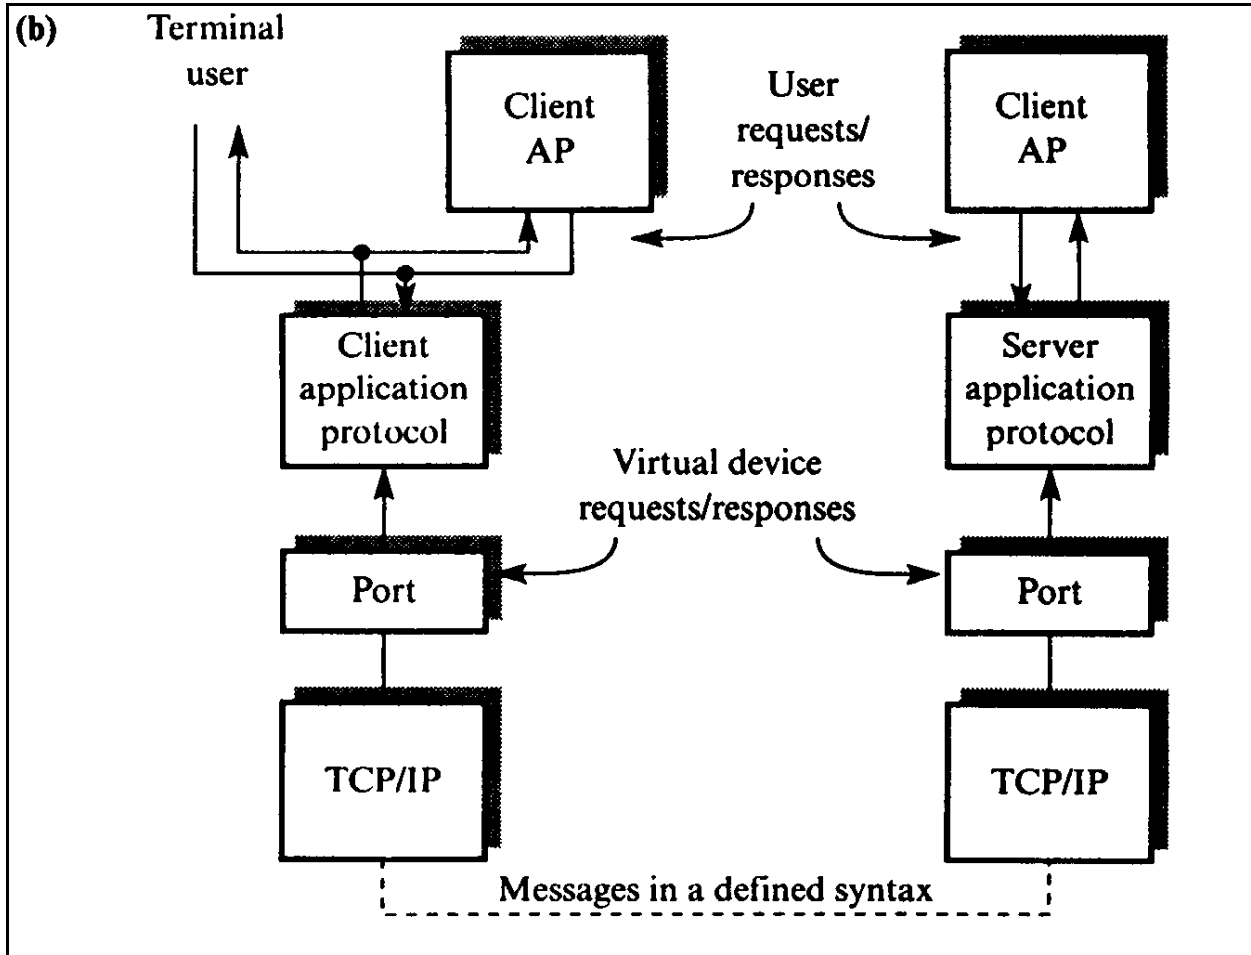 (b)
Terminal
user
Client
AP
User
requests/
responses
Client
AP
Client
application
protocol
Server
application
protocol
Virtual device
requests/responses
Port
Port
TCP/IP
TCP/IP
Messages in a defined syntax